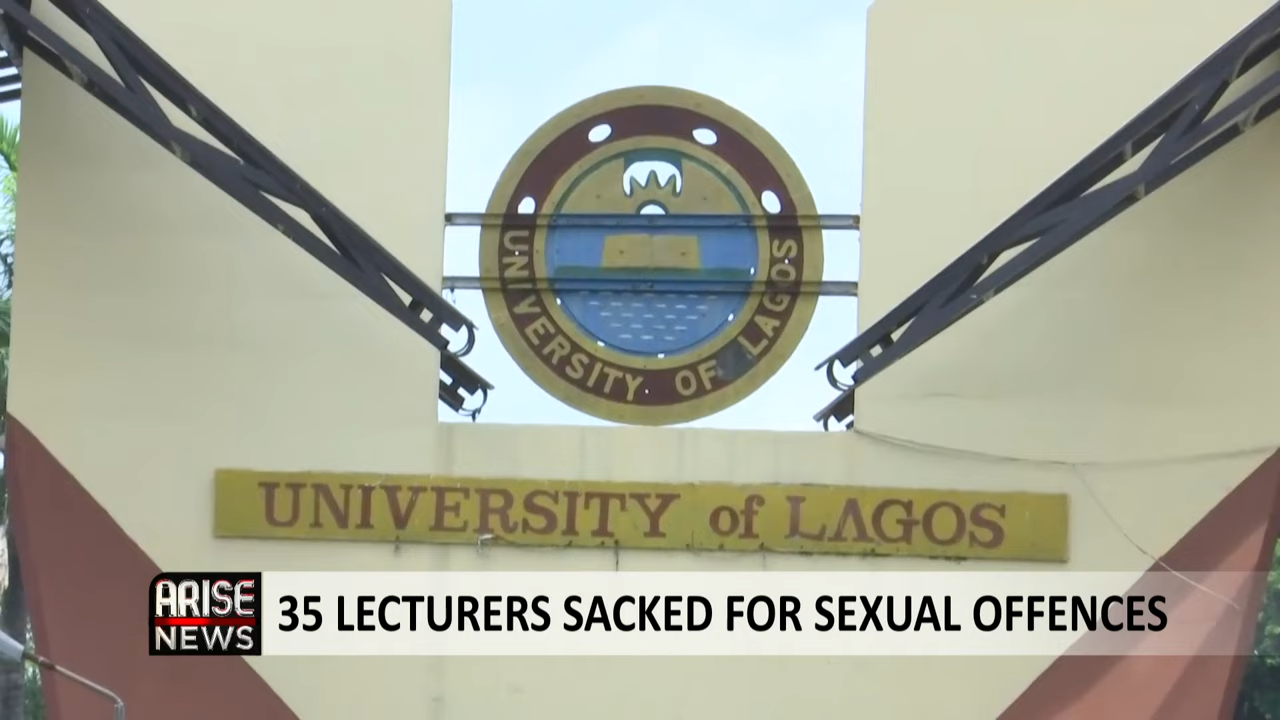 UNIVERSITY OF LAGOS
UNIVERSITY of LAGOS
ARISE
NEWS
35 LECTURERS SACKED FOR SEXUAL OFFENCES